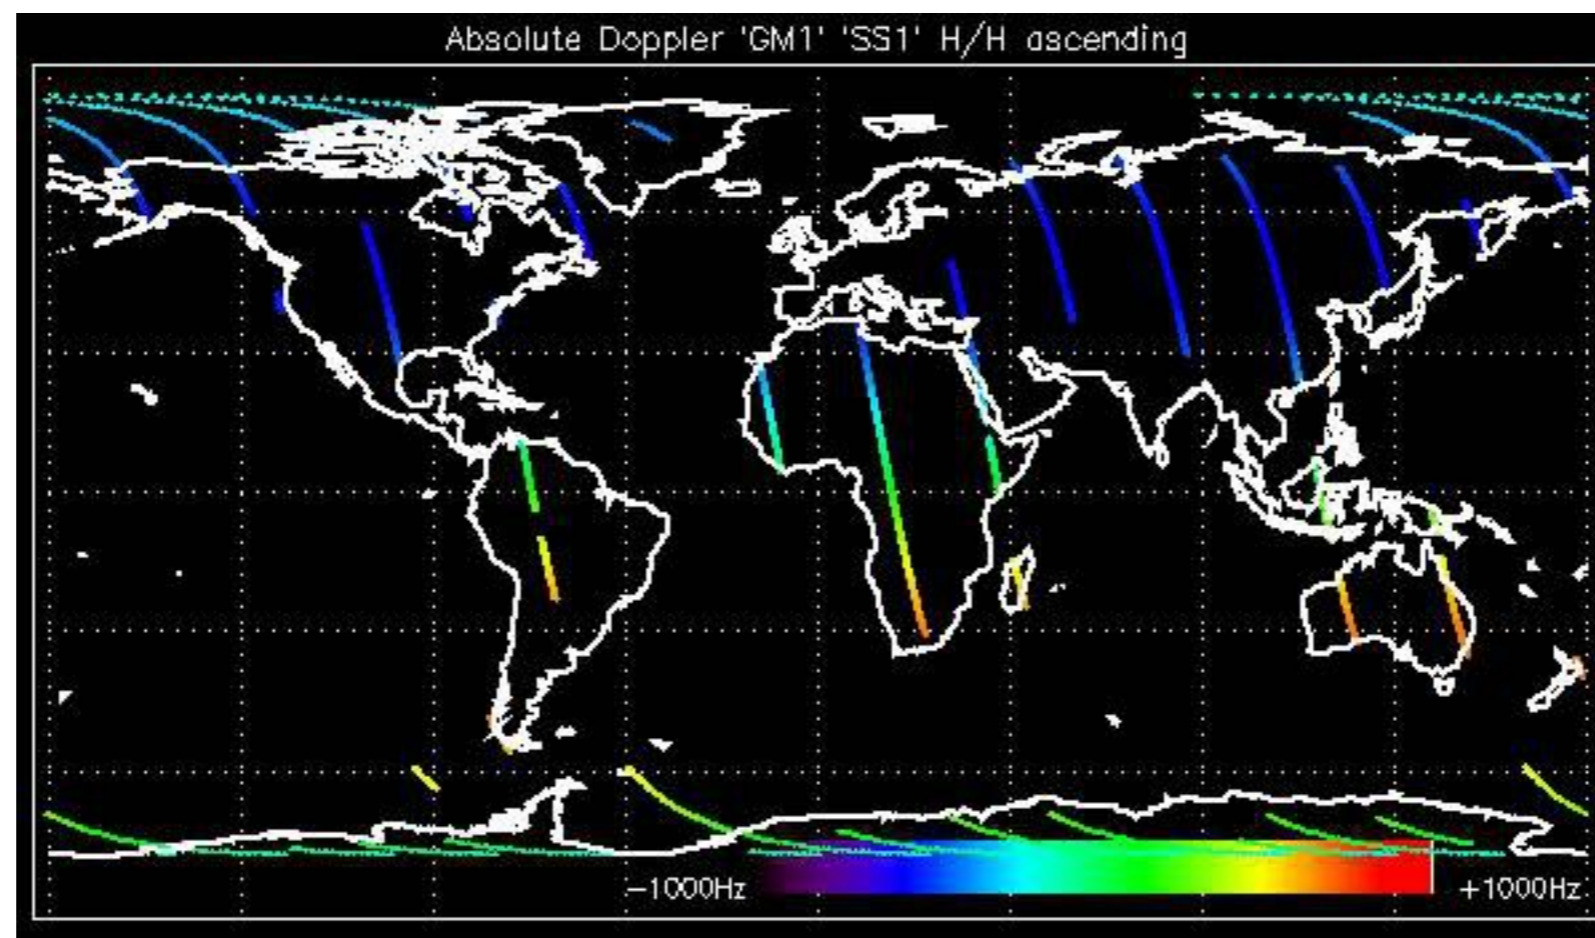 Absolute Doppler 'GM1' 'SS1' H/H ascending
-1000Hz
+1000Hz